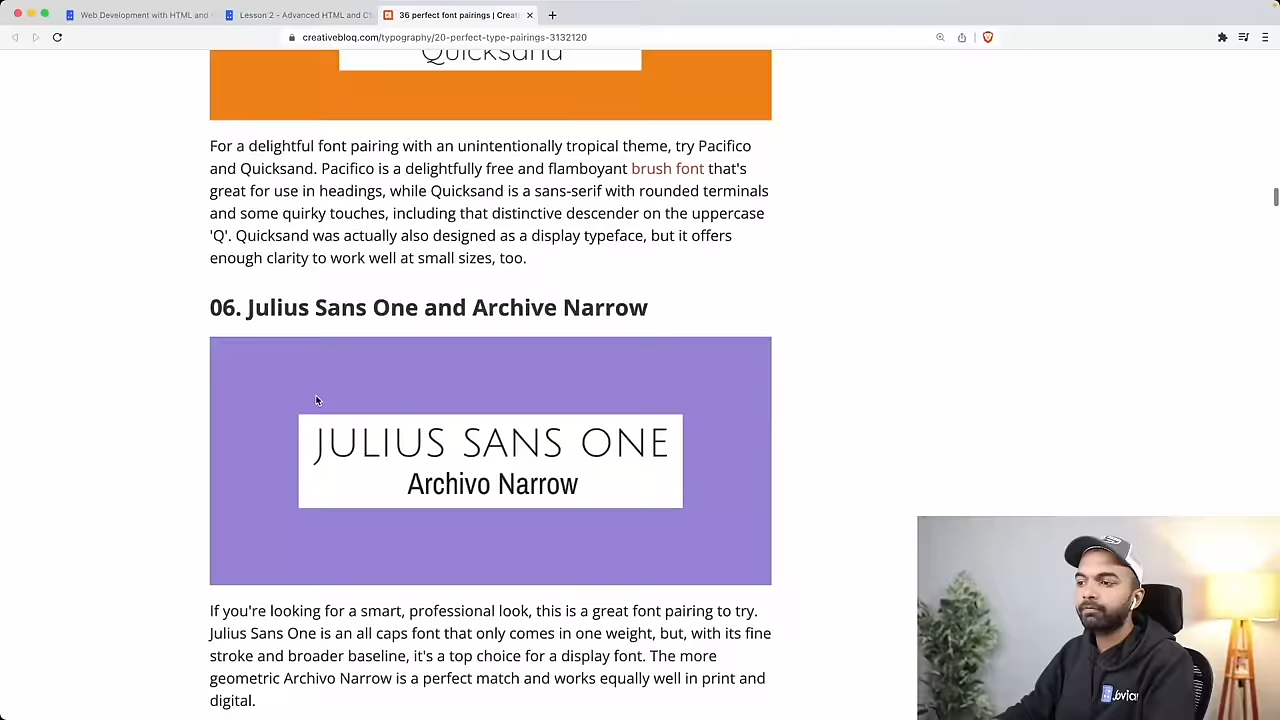 Web Development with HTML and
Lesson 2 - Advanced HTML and C
36 perfect font pairings | Creati
creativebloq.com/typography/20-perfect-type-pairings-3132120
Quicksand
For a delightful font pairing with an unintentionally tropical theme, try Pacifico
and Quicksand. Pacifico is a delightfully free and flamboyant brush font that's
great for use in headings, while Quicksand is a sans-serif with rounded terminals
and some quirky touches, including that distinctive descender on the uppercase
'Q'. Quicksand was actually also designed as a display typeface, but it offers
enough clarity to work well at small sizes, too.
06. Julius Sans One and Archive Narrow
JULIUS SANS ONE
Archivo Narrow
If you're looking for a smart, professional look, this is a great font pairing to try.
Julius Sans One is an all caps font that only comes in one weight, but, with its fine
stroke and broader baseline, it's a top choice for a display font. The more
geometric Archivo Narrow is a perfect match and works equally well in print and
digital.